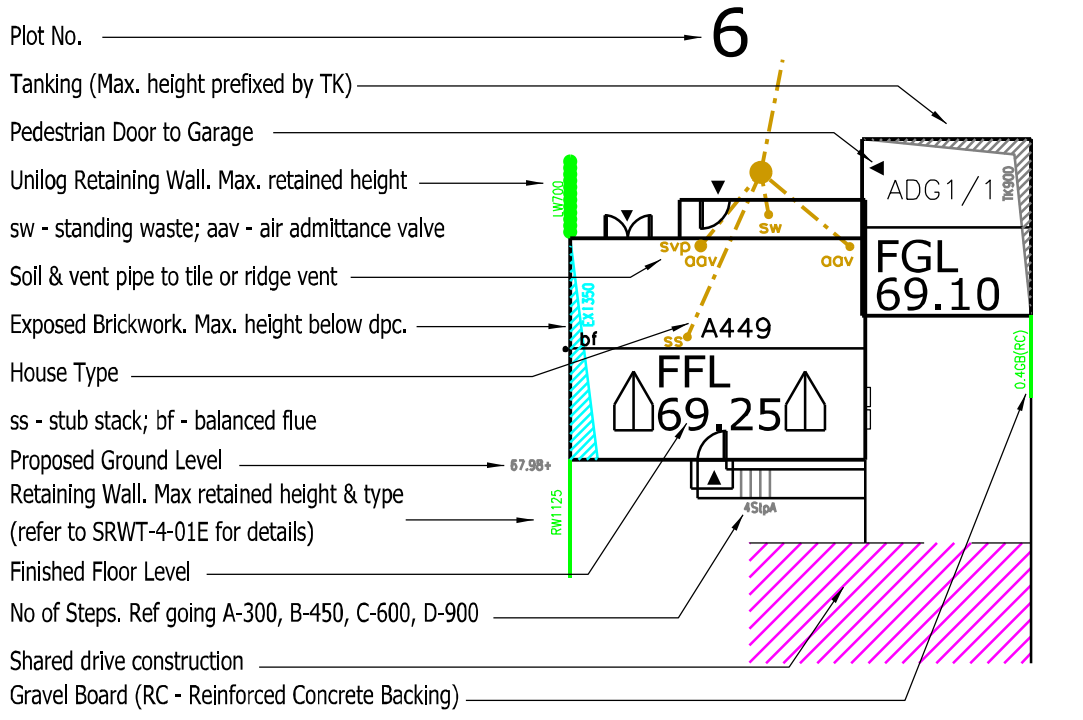 Plot No.
6
Tanking (Max. height prefixed by TK)
Pedestrian Door to Garage
Unilog Retaining Wall. Max. retained height
sw - standing waste; aav - air admittance valve
Soil & vent pipe to tile or ridge vent
Exposed Brickwork. Max. height below dpc.
House Type
ss - stub stack; bf - balanced flue
Proposed Ground Level
Retaining Wall. Max retained height & type
(refer to SRWT-4-01E for details)
Finished Floor Level
No of Steps. Ref going A-300, B-450, C-600, D-900
Shared drive construction
Gravel Board (RC - Reinforced Concrete Backing)
LW700
ADG1/1
TK900
sw
svp
aav
aav
FGL
69.10
EX1350
bf
ss
A449
FFL
69.25
0.4GB(RC)
67.98+
RW1125
4StpA